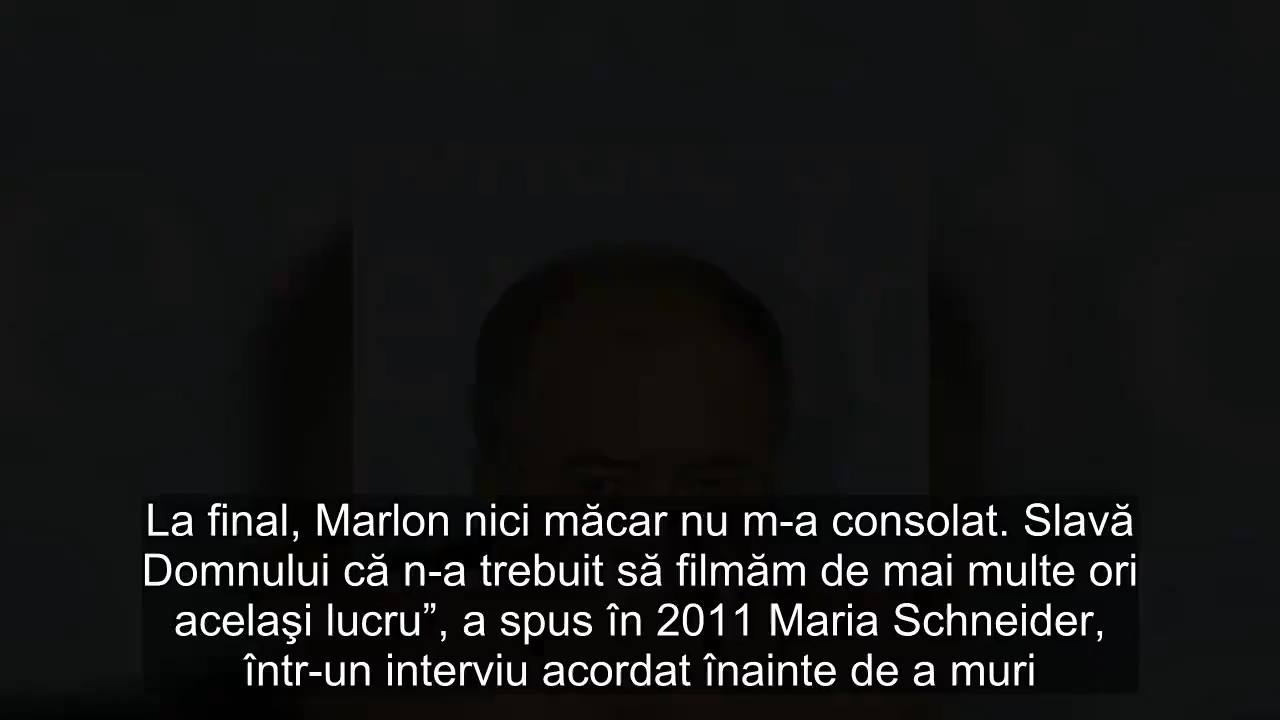 La final, Marlon nici măcar nu m-a consolat. Slavă
Domnului că n-a trebuit să filmăm de mai multe ori
acelaşi lucru”, a spus în 2011 Maria Schneider,
într-un interviu acordat înainte de a muri